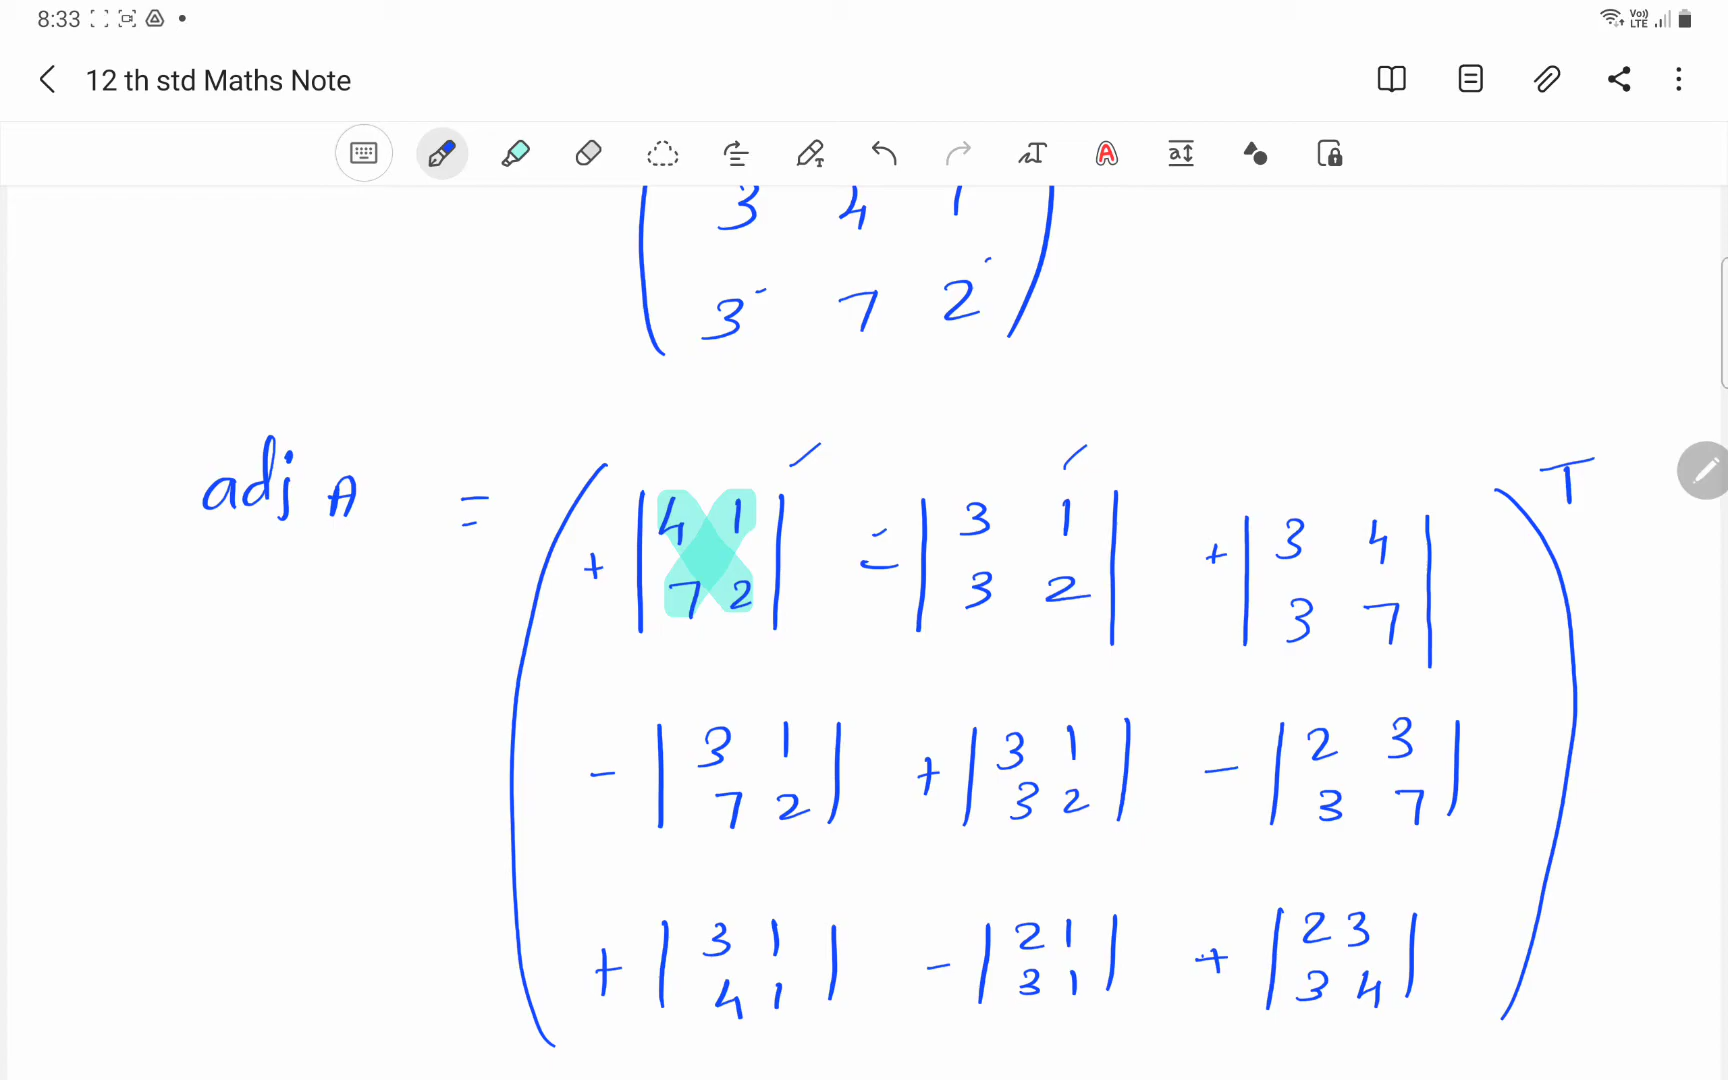 8:33
Vo)) LTE
12 th std Maths Note
3 4 1
3 7 2
adj A = ( + | 4 1 | - | 3 1 | + | 3 4 | ) T
| 7 2 | | 3 2 | | 3 7 |
- | 3 1 | + | 3 1 | - | 2 3 |
| 7 2 | | 3 2 | | 3 7 |
+ | 3 1 | - | 2 1 | + | 2 3 |
| 4 1 | | 3 1 | | 3 4 |